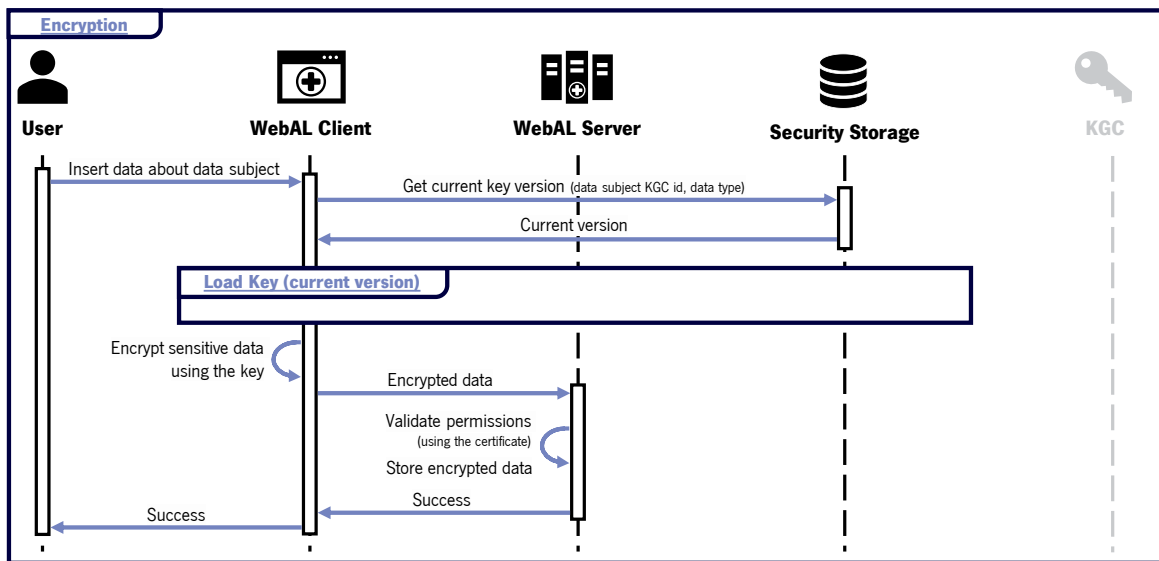 Encryption
User
WebAL Client
WebAL Server
Security Storage
KGC
Insert data about data subject
Get current key version (data subject KGC id, data type)
Current version
Load Key (current version)
Encrypt sensitive data
using the key
Encrypted data
Validate permissions
(using the certificate)
Store encrypted data
Success
Success